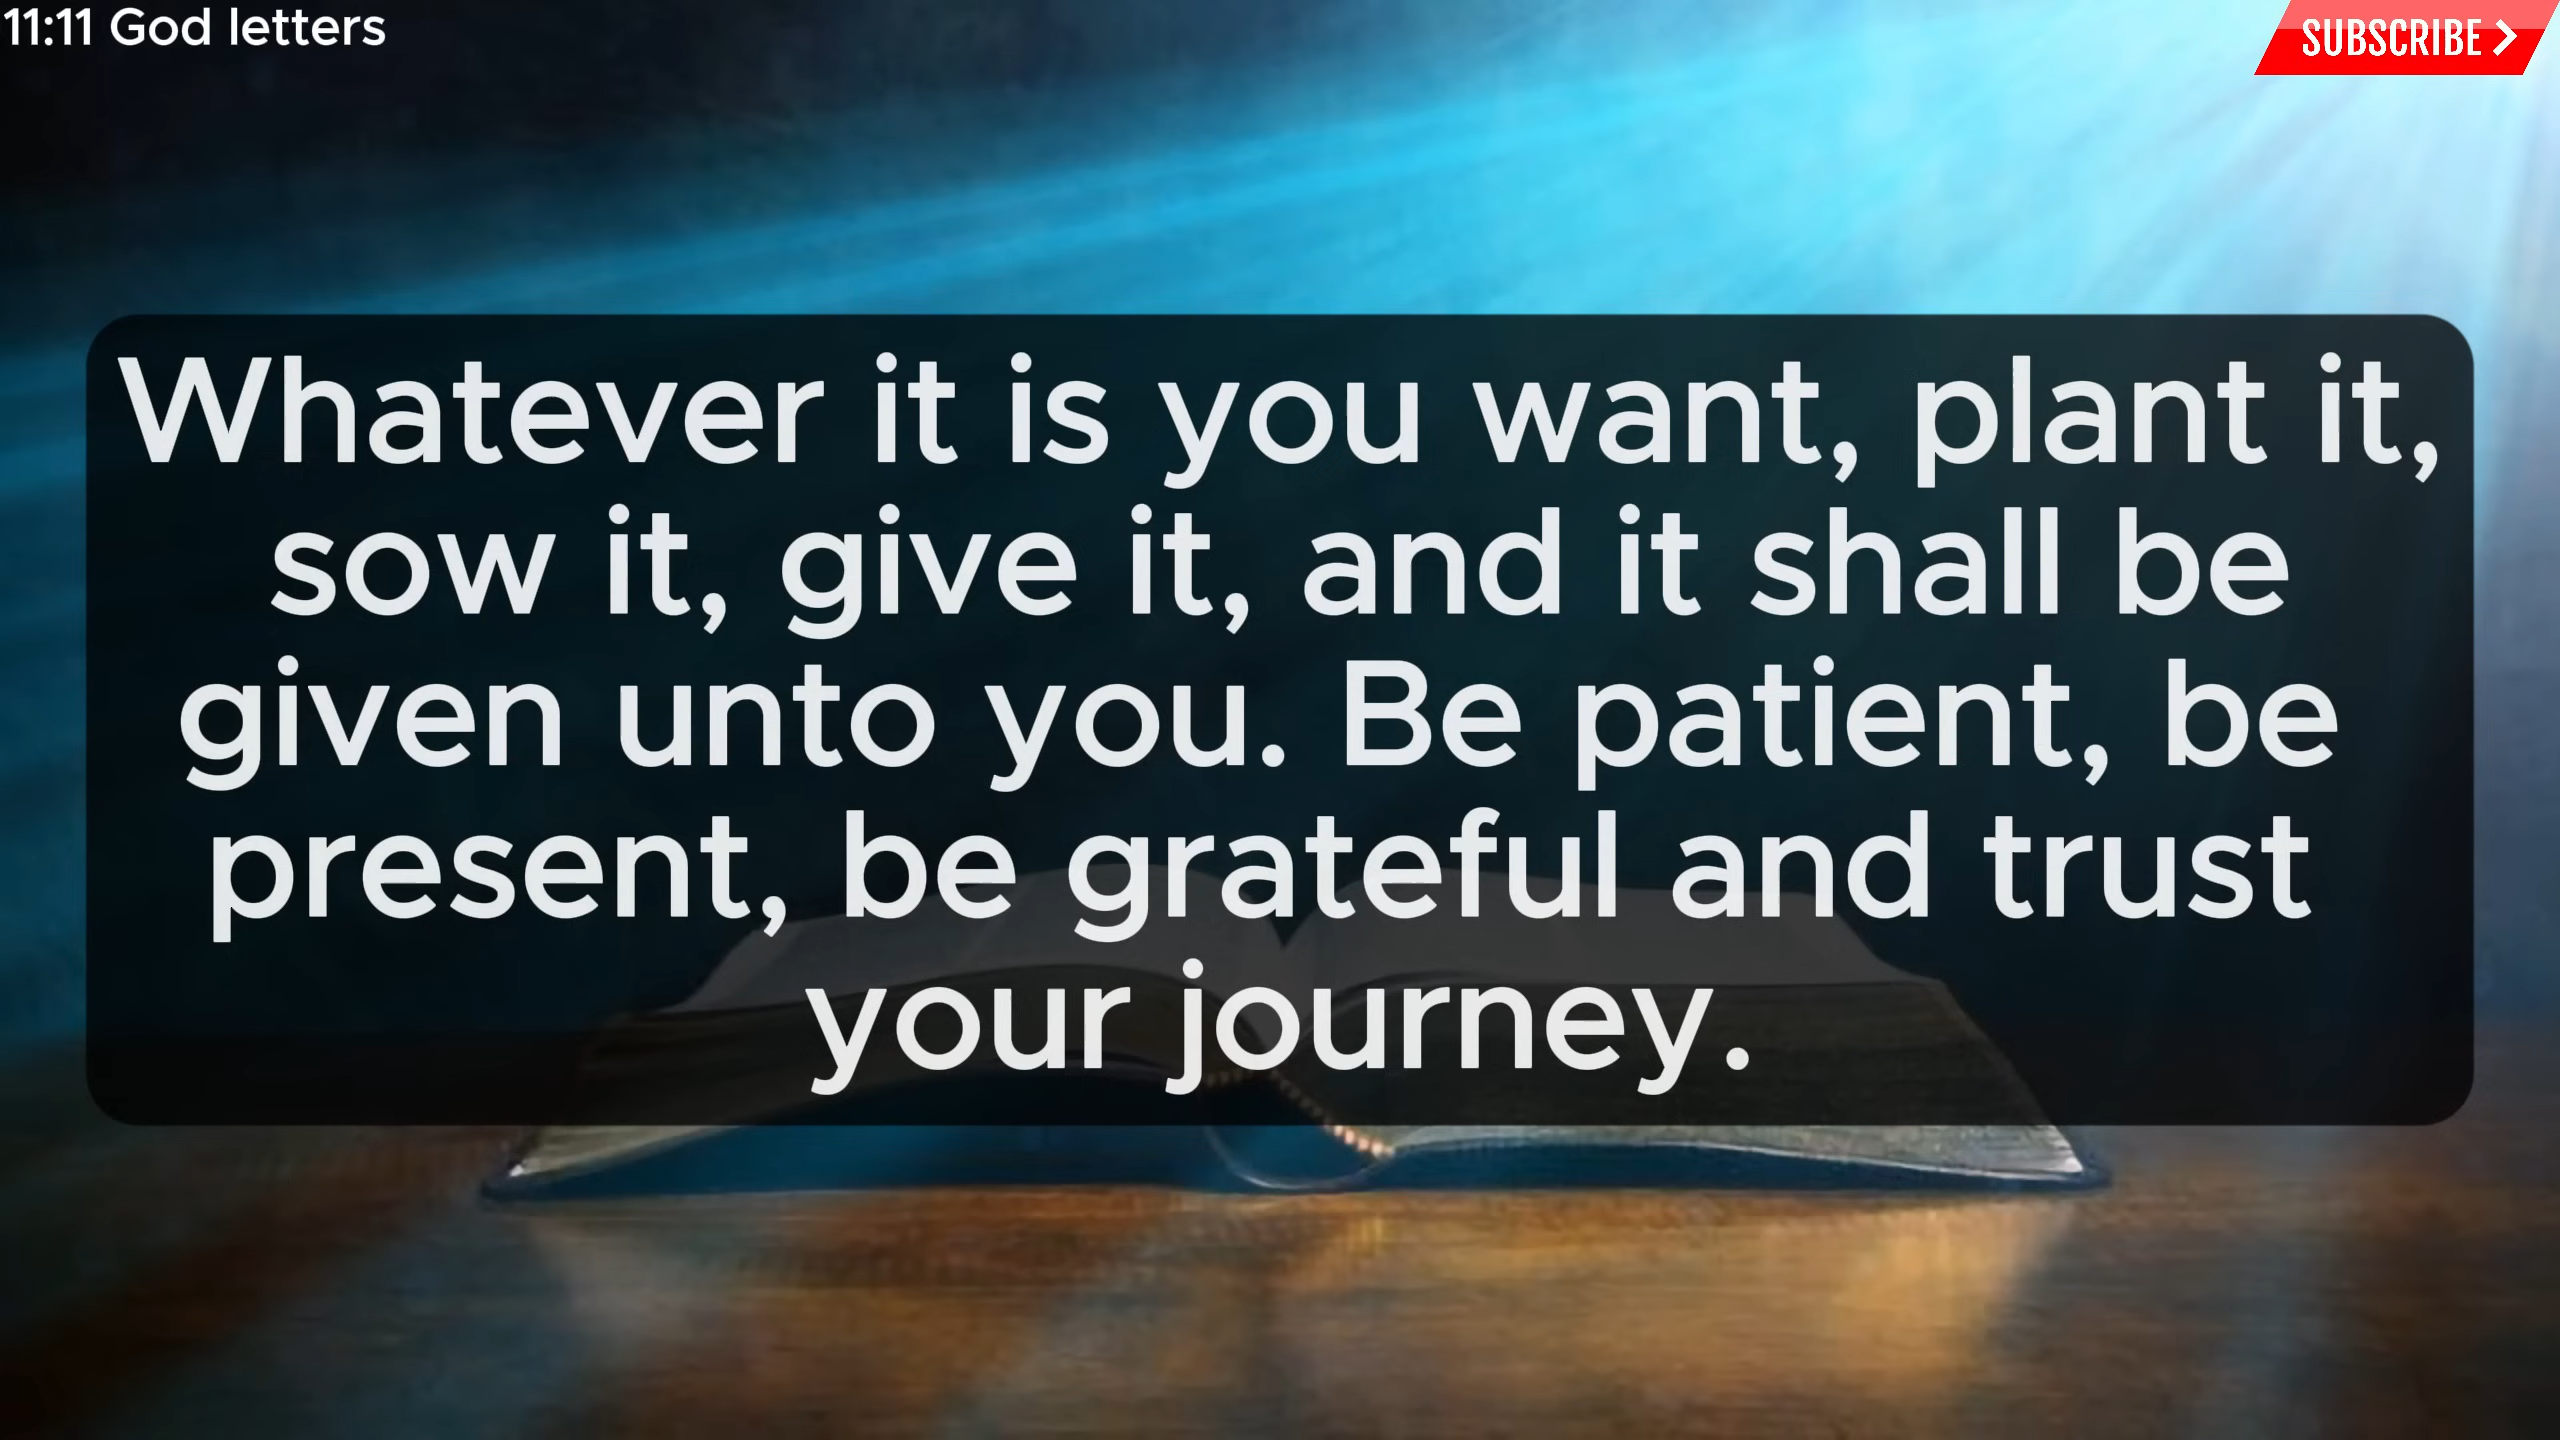 11:11 God letters
SUBSCRIBE
Whatever it is you want, plant it,
sow it, give it, and it shall be
given unto you. Be patient, be
present, be grateful and trust
your journey.